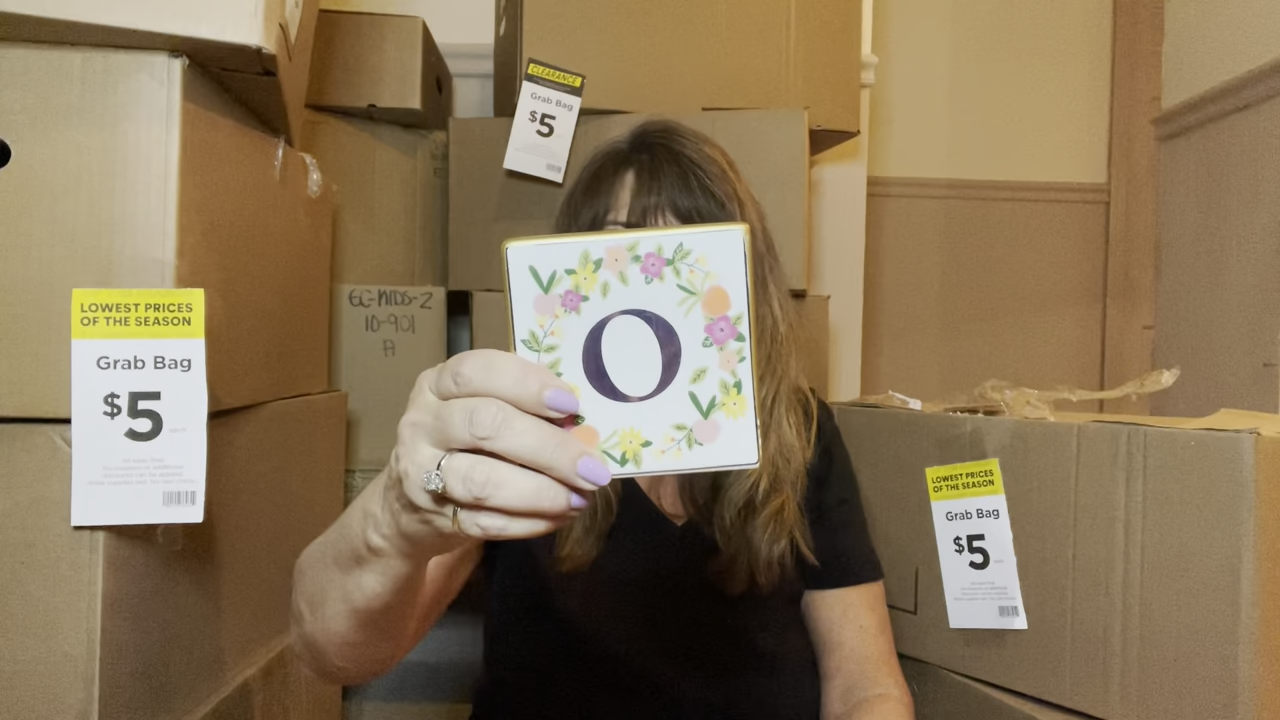 CLEARANCE
Grab Bag
$5
LOWEST PRICES
OF THE SEASON
Grab Bag
$5
EC-KIDS-2
10-901
A
O
LOWEST PRICES
OF THE SEASON
Grab Bag
$5